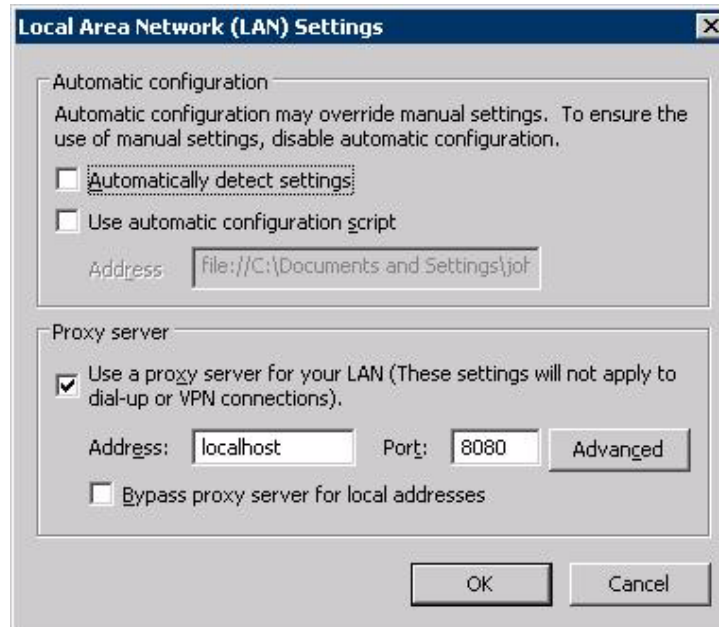 Local Area Network (LAN) Settings
Automatic configuration
Automatic configuration may override manual settings. To ensure the
use of manual settings, disable automatic configuration.
Automatically detect settings
Use automatic configuration script
Address file://C:\Documents and Settings\joh
Proxy server
Use a proxy server for your LAN (These settings will not apply to
dial-up or VPN connections).
Address: localhost Port: 8080 Advanced
Bypass proxy server for local addresses
OK Cancel